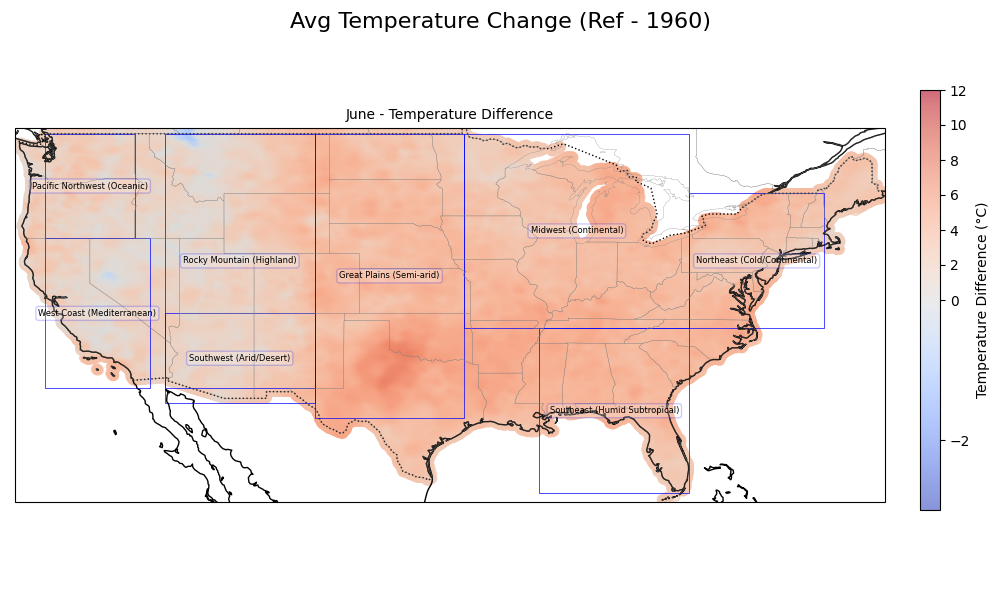 Avg Temperature Change (Ref - 1960)
June - Temperature Difference
Pacific Northwest (Oceanic)
Midwest (Continental)
Rocky Mountain (Highland)
Northeast (Cold/Continental)
Great Plains (Semi-arid)
West Coast (Mediterranean)
Southwest (Arid/Desert)
Southeast (Humid Subtropical)
12
10
8
6
4
2
0
−2
Temperature Difference (°C)